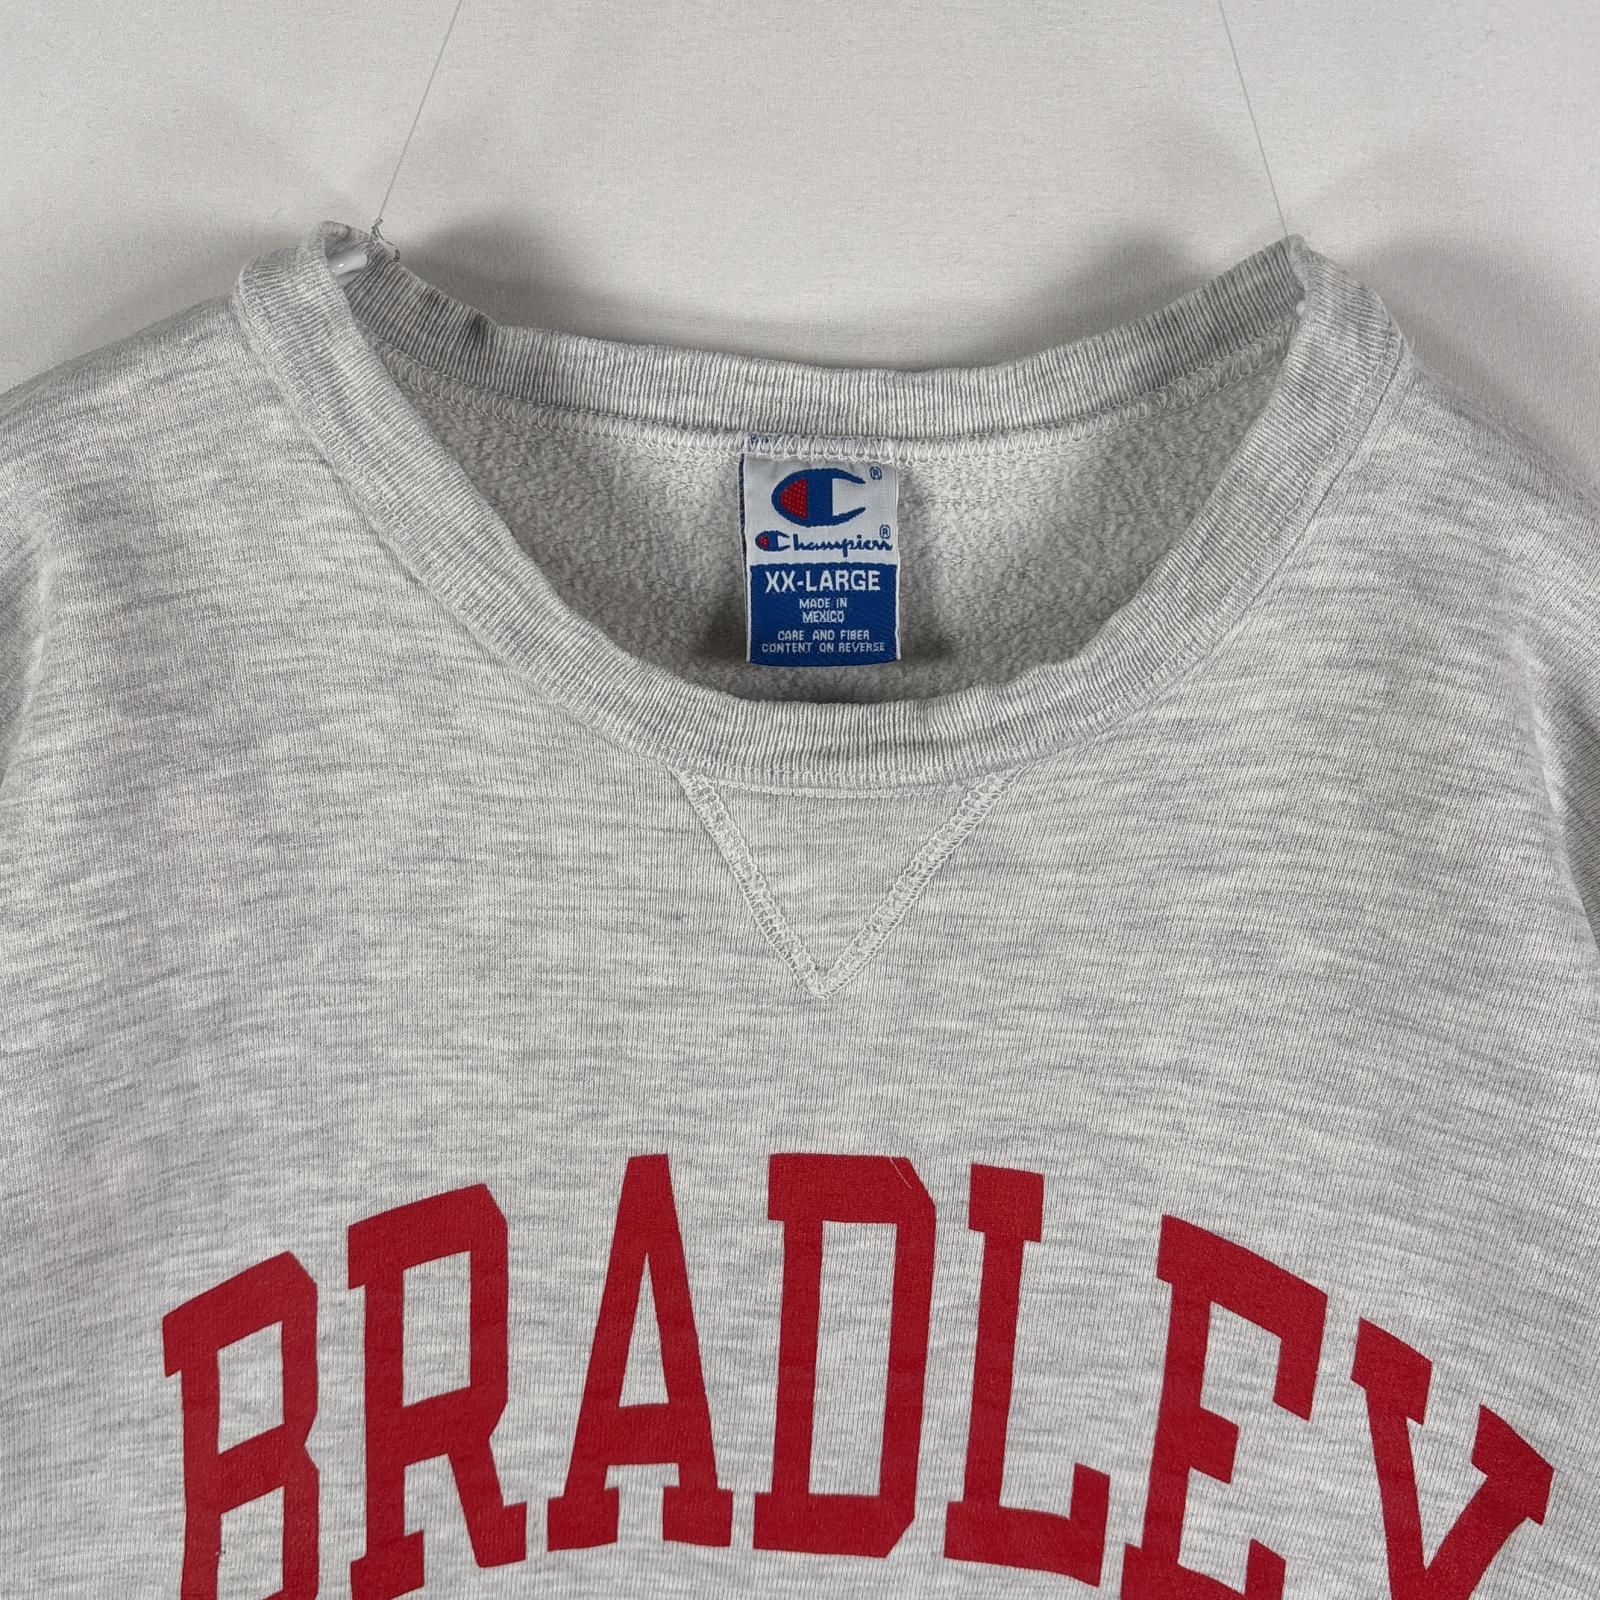 ®
Champion®
XX-LARGE
MADE IN
MEXICO
CARE AND FIBER
CONTENT ON REVERSE
BRADLEY